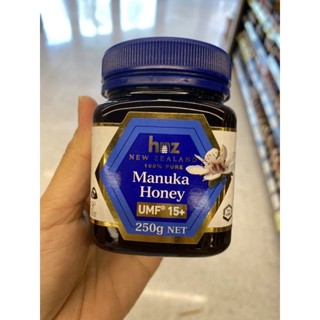 hnz
NEW ZEALAND
100% PURE
Manuka
Honey
UMF® 15+
250g NET